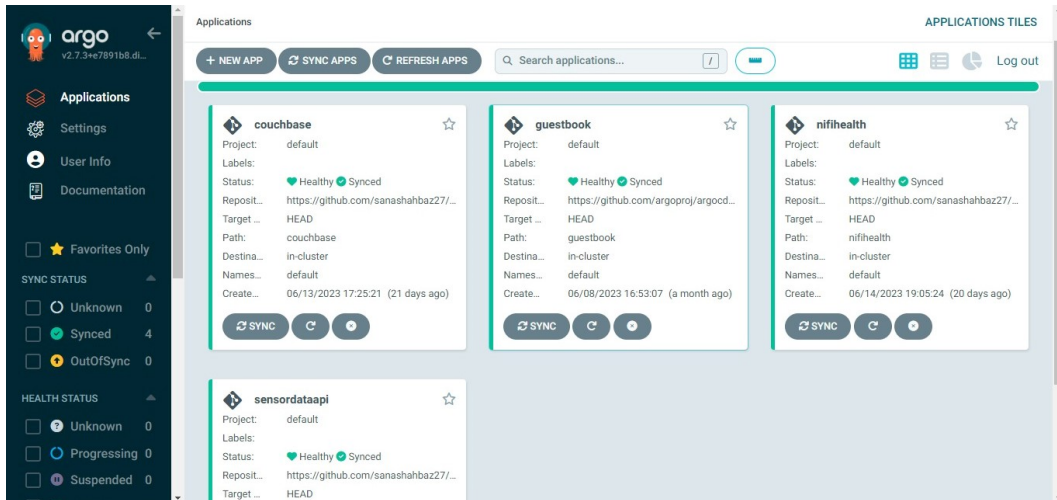 argo
v2.7.3+e7891b8.di...
Applications
Settings
User Info
Documentation
Favorites Only
SYNC STATUS
Unknown 0
Synced 4
OutOfSync 0
HEALTH STATUS
Unknown 0
Progressing 0
Suspended 0
Applications
APPLICATIONS TILES
+ NEW APP SYNC APPS REFRESH APPS Search applications... / Log out
couchbase
Project: default
Labels:
Status: Healthy Synced
Reposit... https://github.com/sanashahbaz27/...
Target ... HEAD
Path: couchbase
Destina... in-cluster
Names... default
Create... 06/13/2023 17:25:21 (21 days ago)
SYNC
guestbook
Project: default
Labels:
Status: Healthy Synced
Reposit... https://github.com/argoproj/argocd...
Target ... HEAD
Path: guestbook
Destina... in-cluster
Names... default
Create... 06/08/2023 16:53:07 (a month ago)
SYNC
nifihealth
Project: default
Labels:
Status: Healthy Synced
Reposit... https://github.com/sanashahbaz27/...
Target ... HEAD
Path: nifihealth
Destina... in-cluster
Names... default
Create... 06/14/2023 19:05:24 (20 days ago)
SYNC
sensordataapi
Project: default
Labels:
Status: Healthy Synced
Reposit... https://github.com/sanashahbaz27/...
Target ... HEAD